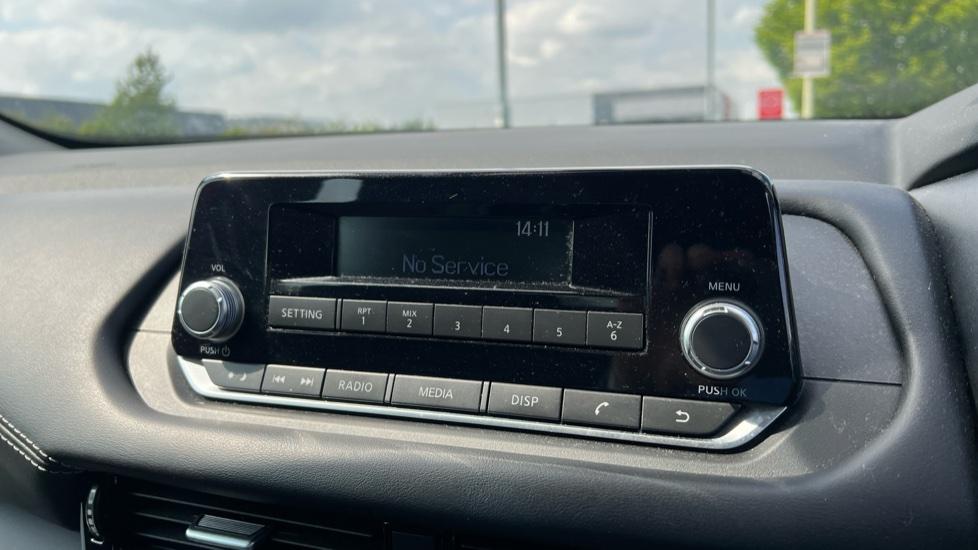 14:11
No Service
VOL
MENU
SETTING
RPT
1
MIX
2
3
4
5
A-Z
6
PUSH
PUSH OK
RADIO
MEDIA
DISP